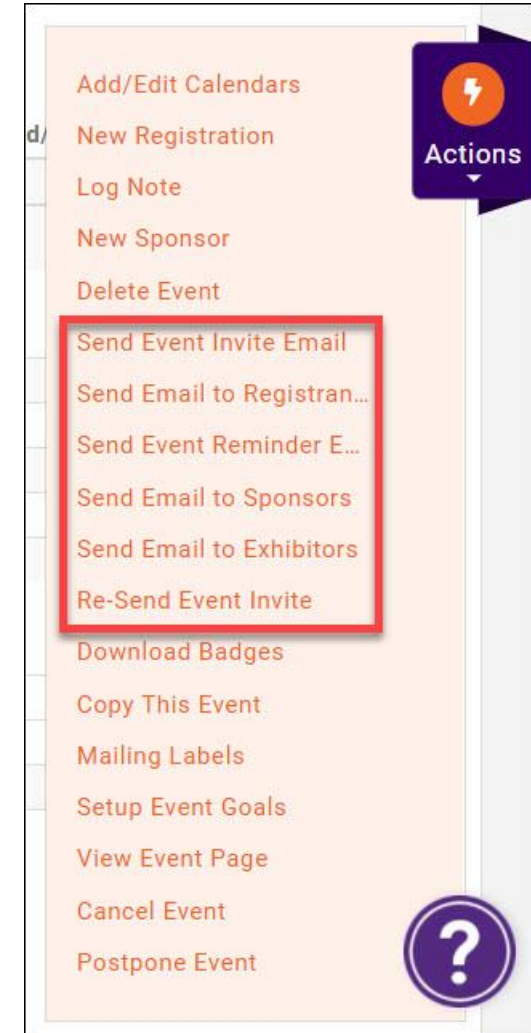 Add/Edit Calendars
d/
New Registration
Actions
Log Note
New Sponsor
Delete Event
Send Event Invite Email
Send Email to Registran...
Send Event Reminder E...
Send Email to Sponsors
Send Email to Exhibitors
Re-Send Event Invite
Download Badges
Copy This Event
Mailing Labels
Setup Event Goals
View Event Page
Cancel Event
Postpone Event
?